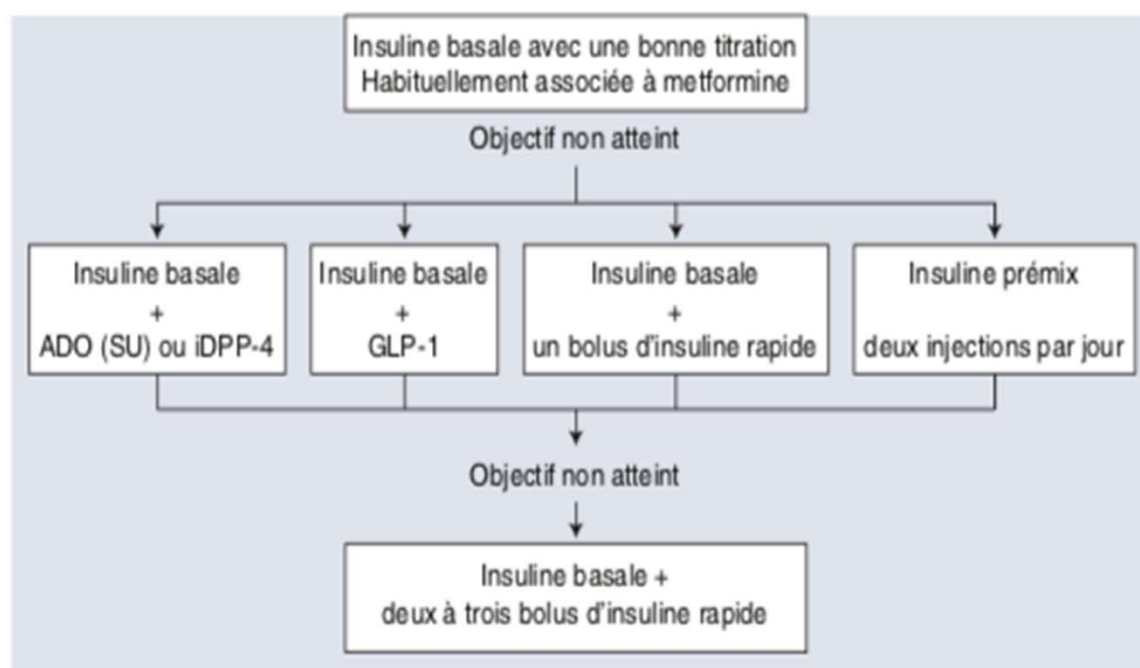 Insuline basale avec une bonne titration
Habituellement associée à metformine
Objectif non atteint
Insuline basale
+
ADO (SU) ou iDPP-4
Insuline basale
+
GLP-1
Insuline basale
+
un bolus d'insuline rapide
Insuline prémix
deux injections par jour
Objectif non atteint
Insuline basale +
deux à trois bolus d'insuline rapide